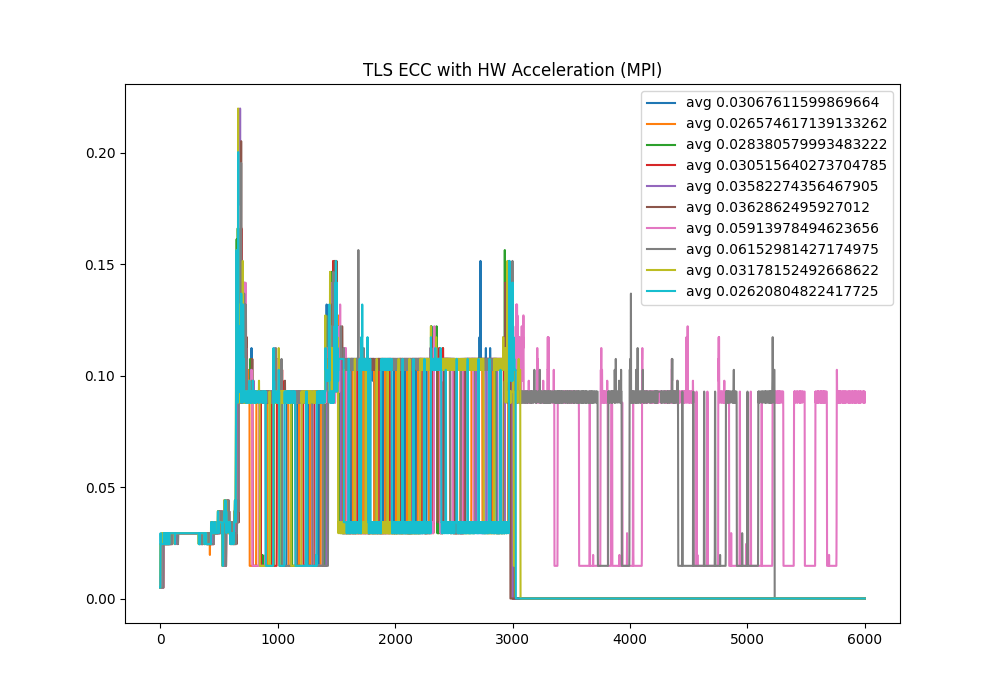 TLS ECC with HW Acceleration (MPI)
avg 0.03067611599869664
avg 0.026574617139133262
avg 0.028380579993483222
avg 0.030515640273704785
avg 0.03582274356467905
avg 0.0362862495927012
avg 0.05913978494623656
avg 0.06152981427174975
avg 0.03178152492668622
avg 0.02620804822417725
0.20
0.15
0.10
0.05
0.00
0 1000 2000 3000 4000 5000 6000